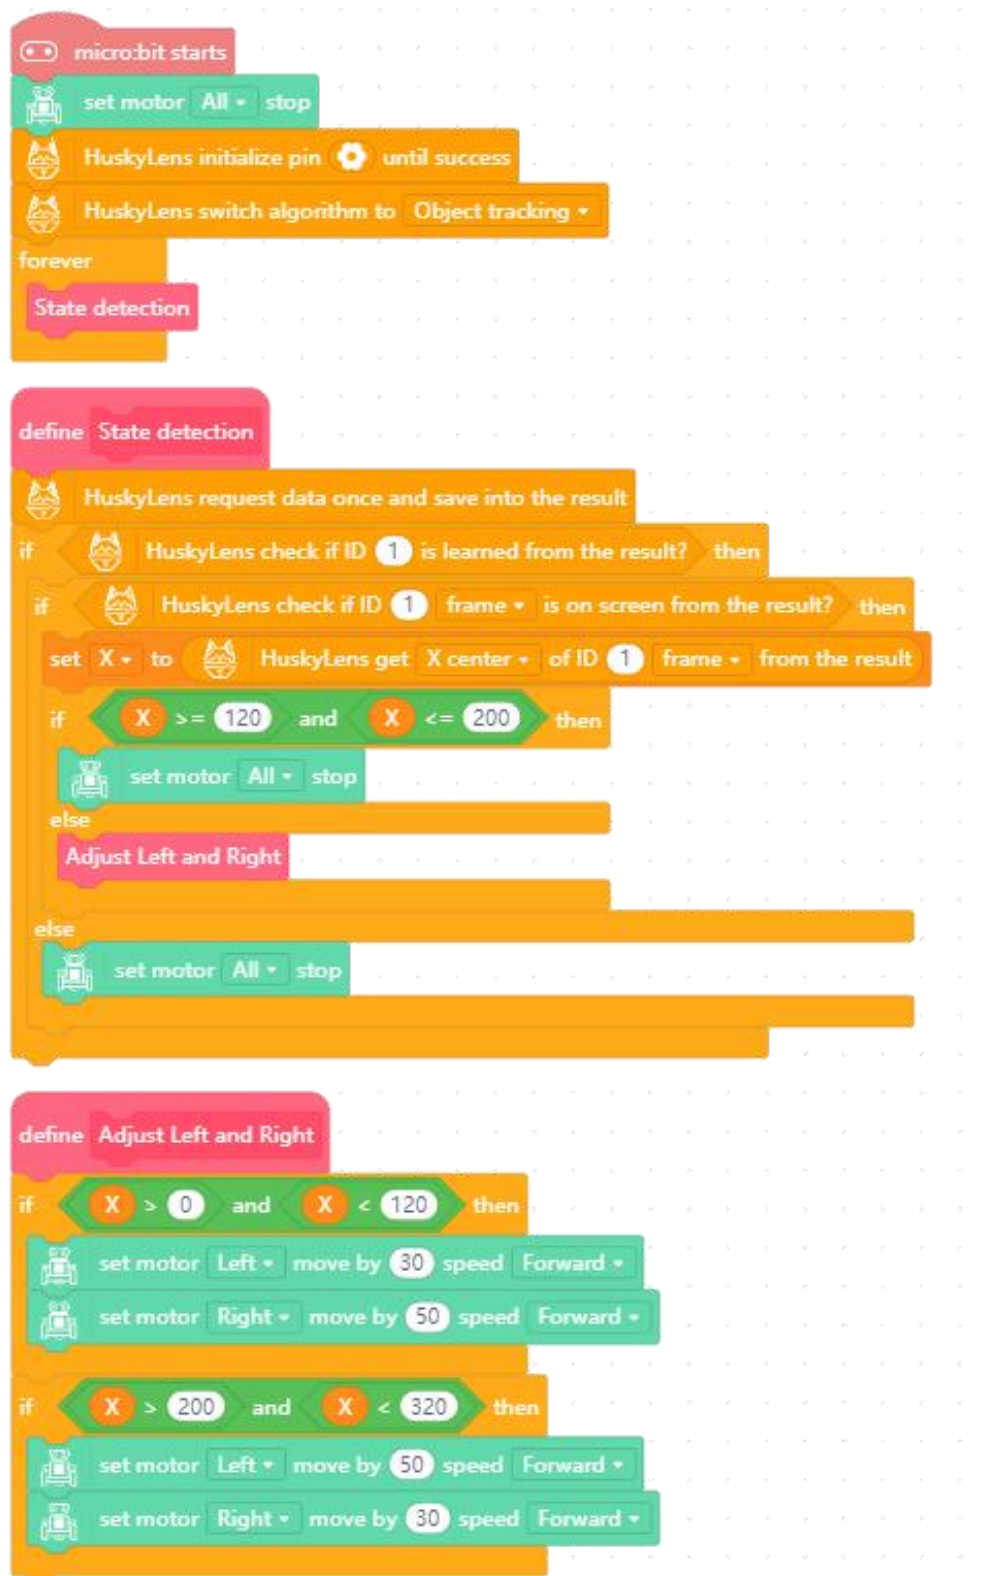 micro:bit starts
set motor All stop
HuskyLens initialize pin until success
HuskyLens switch algorithm to Object tracking
forever
State detection
define State detection
HuskyLens request data once and save into the result
if HuskyLens check if ID 1 is learned from the result? then
if HuskyLens check if ID 1 frame is on screen from the result? then
set X to HuskyLens get X center of ID 1 frame from the result
if X >= 120 and X <= 200 then
set motor All stop
else
Adjust Left and Right
else
set motor All stop
define Adjust Left and Right
if X > 0 and X < 120 then
set motor Left move by 30 speed Forward
set motor Right move by 50 speed Forward
if X > 200 and X < 320 then
set motor Left move by 50 speed Forward
set motor Right move by 30 speed Forward